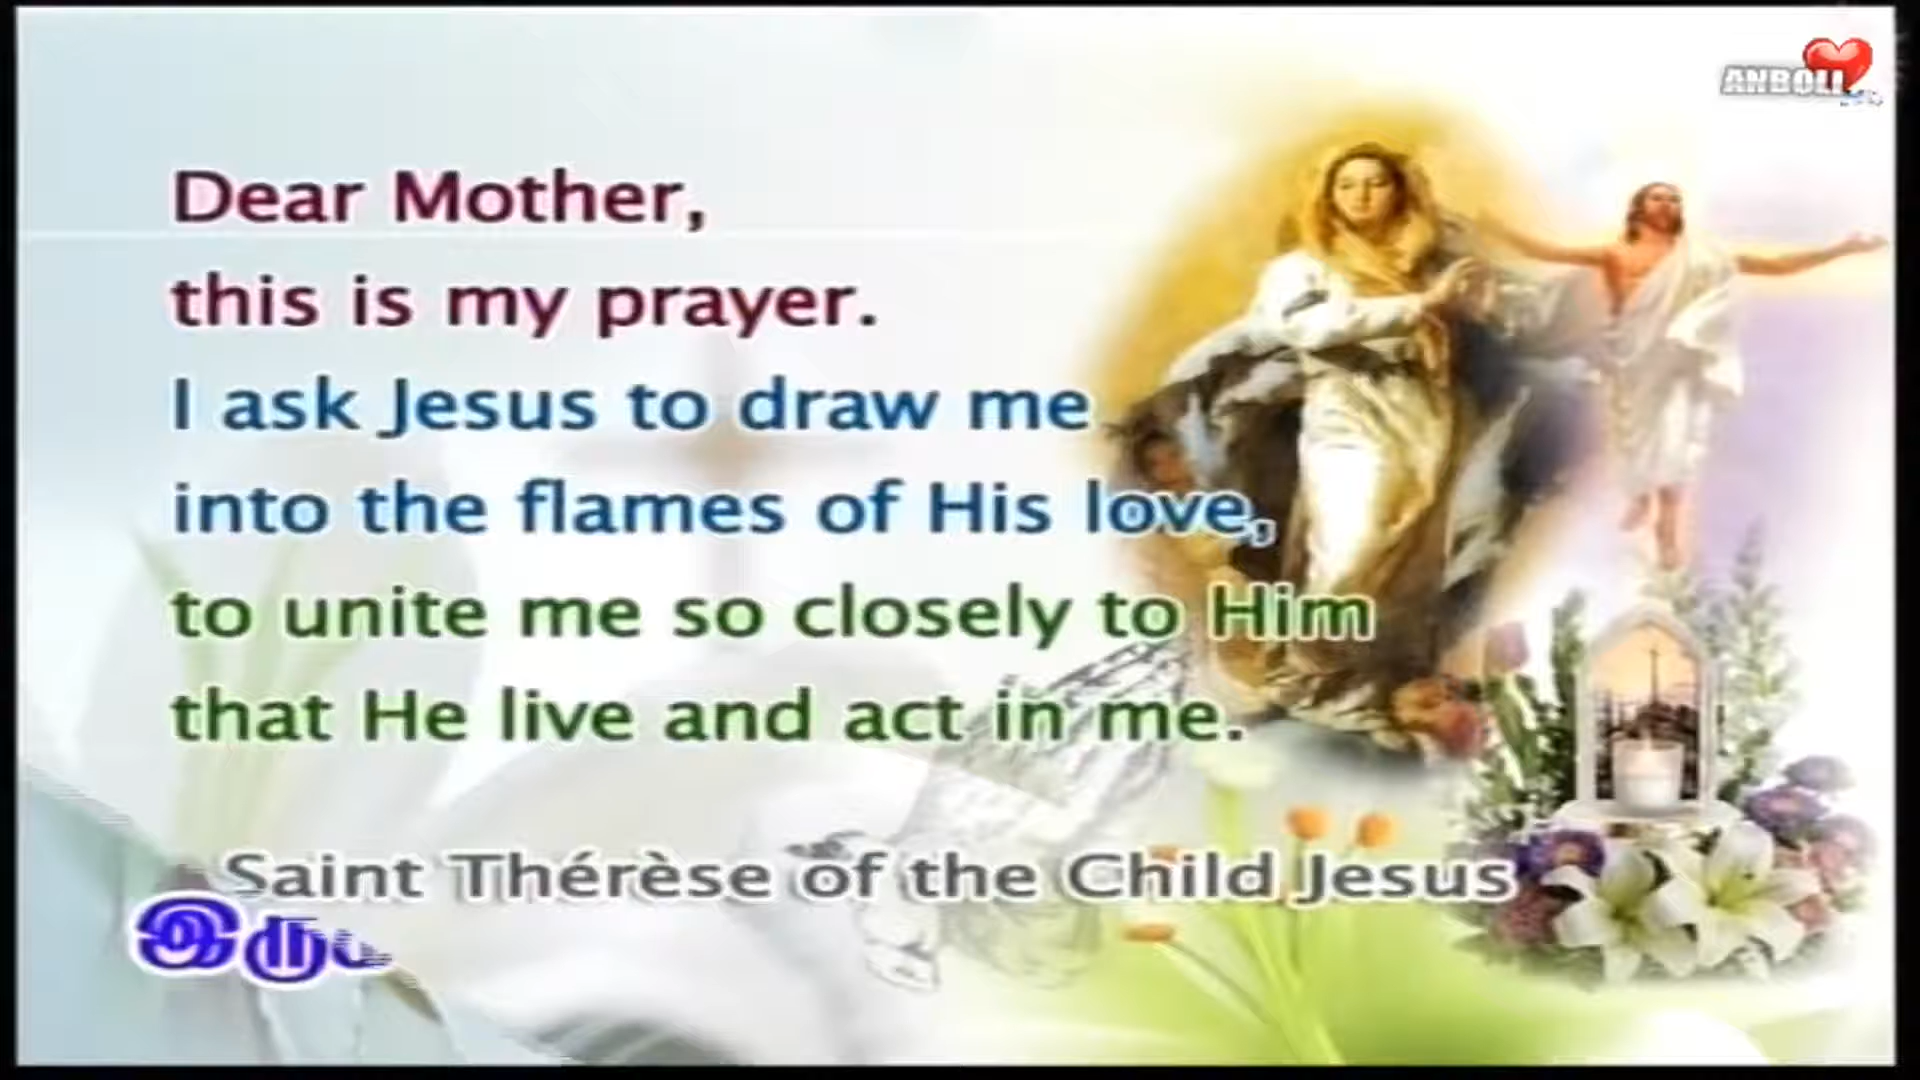 ANBOLI
Dear Mother,
this is my prayer.
I ask Jesus to draw me
into the flames of His love,
to unite me so closely to Him
that He live and act in me.
Saint Thérèse of the Child Jesus